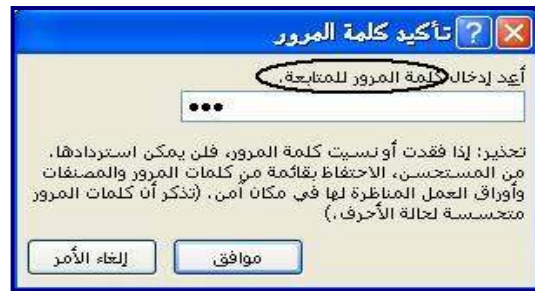 تأكيد كلمة المرور
أعد إدخال كلمة المرور للمتابعة.
•••
تحذير: إذا فقدت أو نسيت كلمة المرور، فلن يمكن استردادها.
من المستحسن، الاحتفاظ بقائمة من كلمات المرور والمصنفات
وأوراق العمل المناظرة لها في مكان آمن. (تذكر أن كلمات المرور
متحسسة لحالة الأحرف.)
موافق
إلغاء الأمر